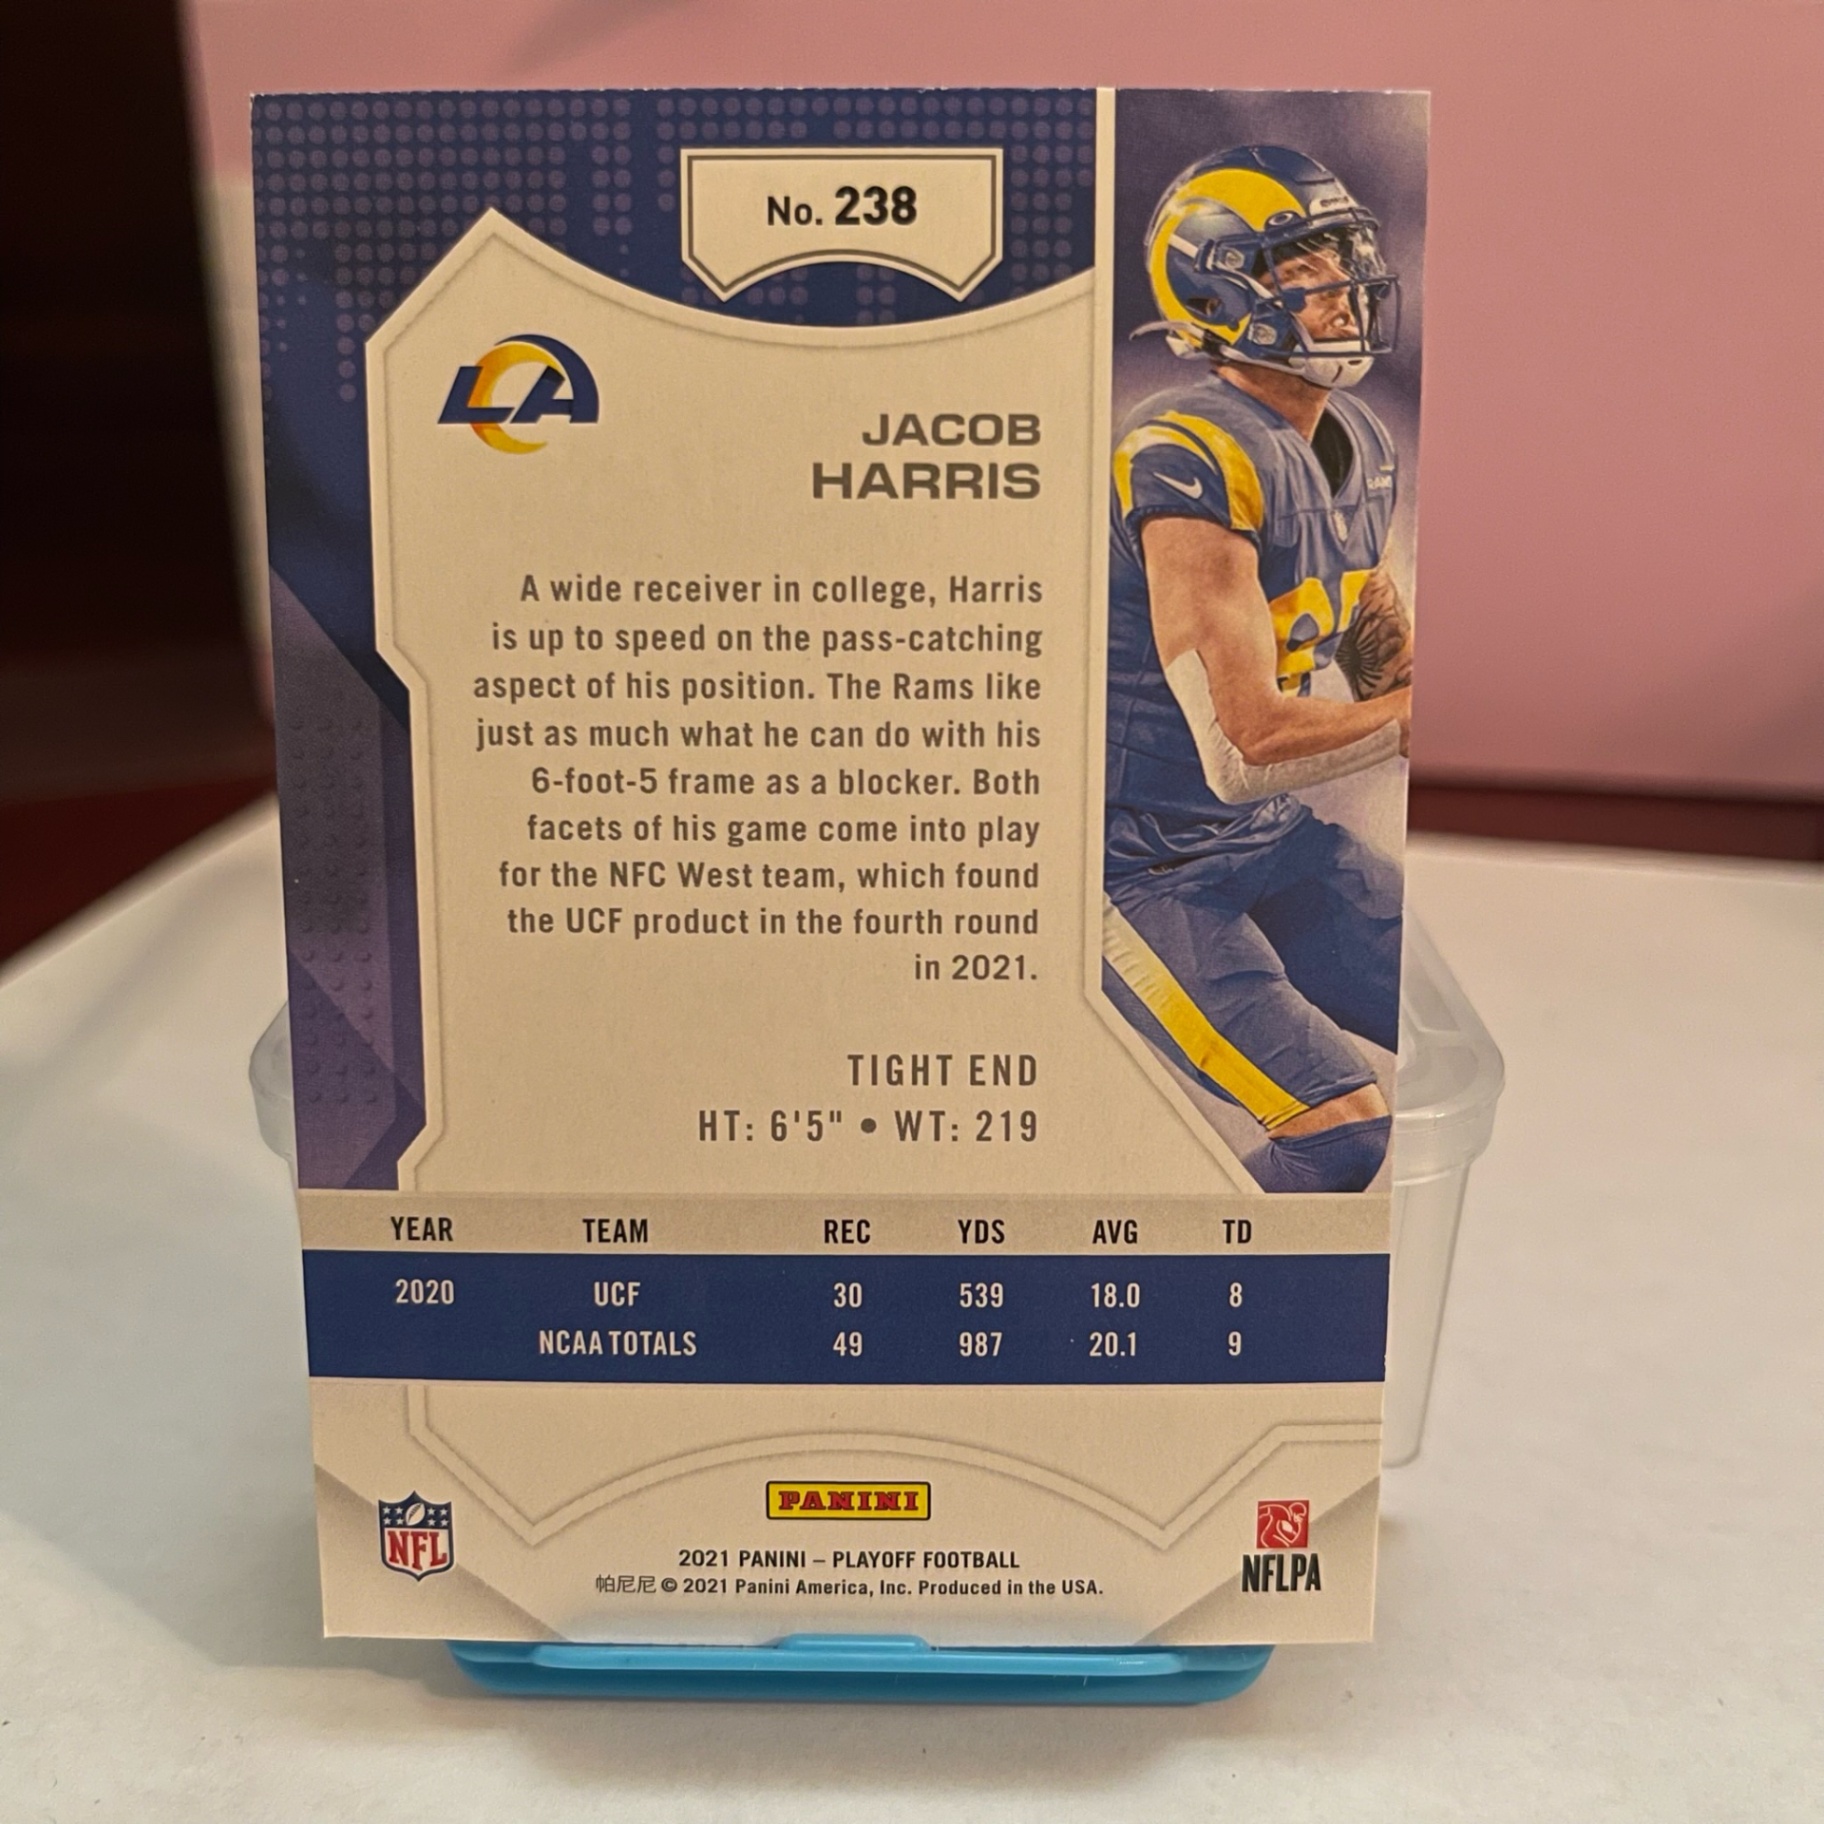 No. 238
LA
JACOB
HARRIS
A wide receiver in college, Harris
is up to speed on the pass-catching
aspect of his position. The Rams like
just as much what he can do with his
6-foot-5 frame as a blocker. Both
facets of his game come into play
for the NFC West team, which found
the UCF product in the fourth round
in 2021.
TIGHT END
HT: 6'5" • WT: 219
YEAR TEAM REC YDS AVG TD
2020 UCF 30 539 18.0 8
NCAA TOTALS 49 987 20.1 9
PANINI
NFL
NFLPA
2021 PANINI – PLAYOFF FOOTBALL
帕尼尼 © 2021 Panini America, Inc. Produced in the USA.